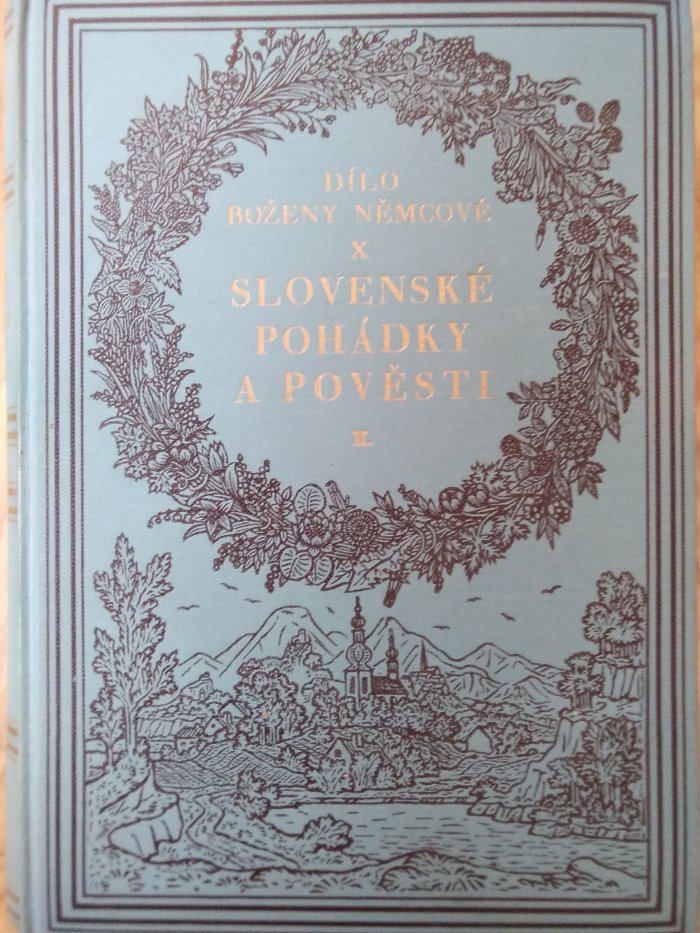 DÍLO
BOŽENY NĚMCOVÉ
X
SLOVENSKÉ
POHÁDKY
A POVĚSTI
II.